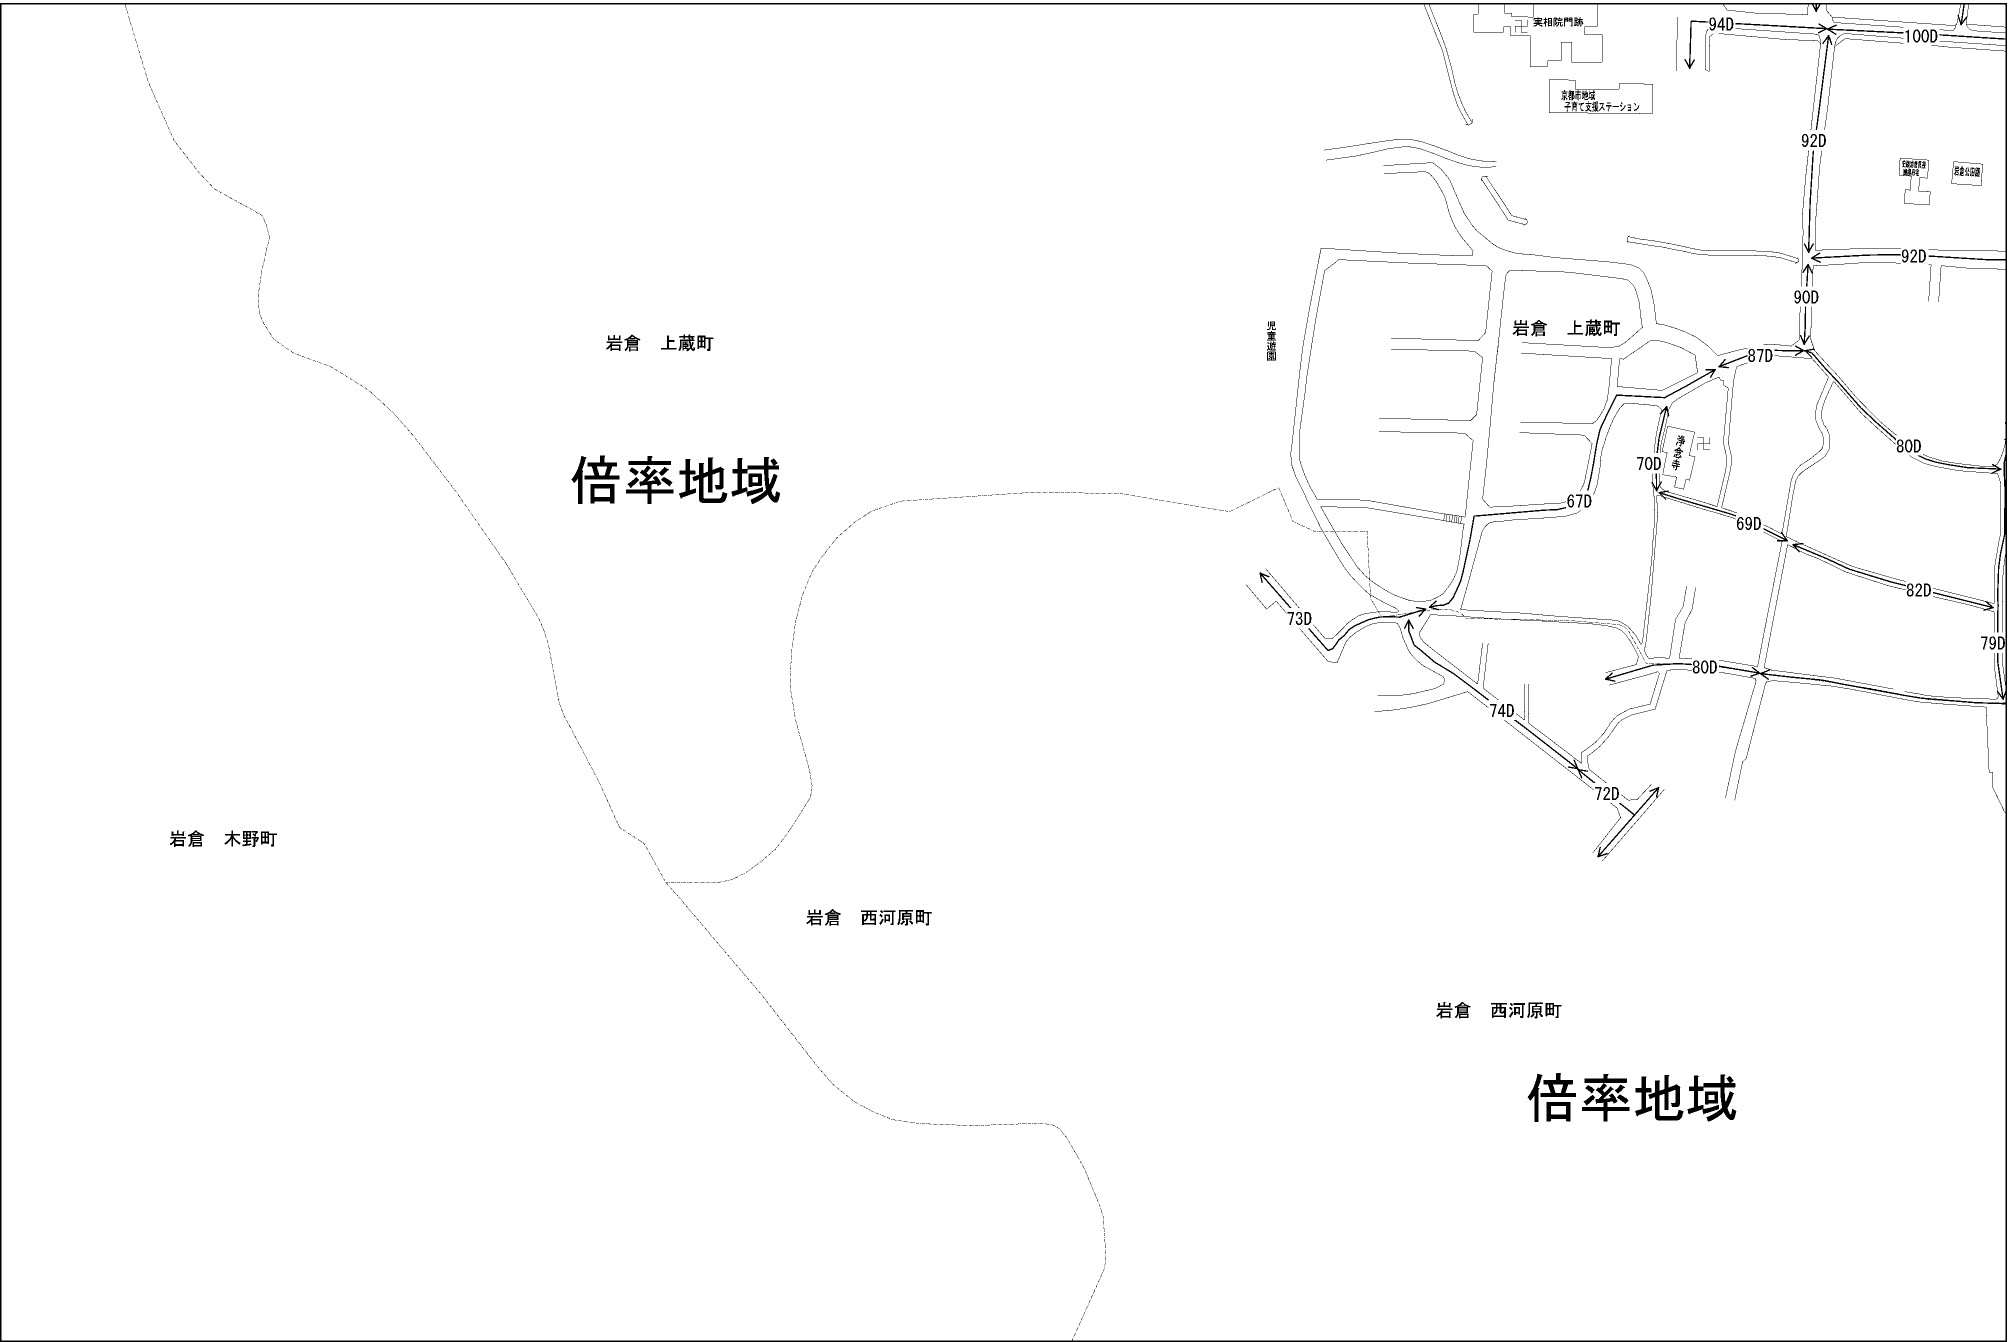 実相院門跡
94D
100D
京都市地域
子育て支援ステーション
92D
岩倉公園
92D
90D
児童遊園
岩倉　上蔵町
岩倉　上蔵町
87D
80D
倍率地域
浄念寺
70D
67D
69D
82D
73D
79D
80D
74D
72D
岩倉　木野町
岩倉　西河原町
岩倉　西河原町
倍率地域